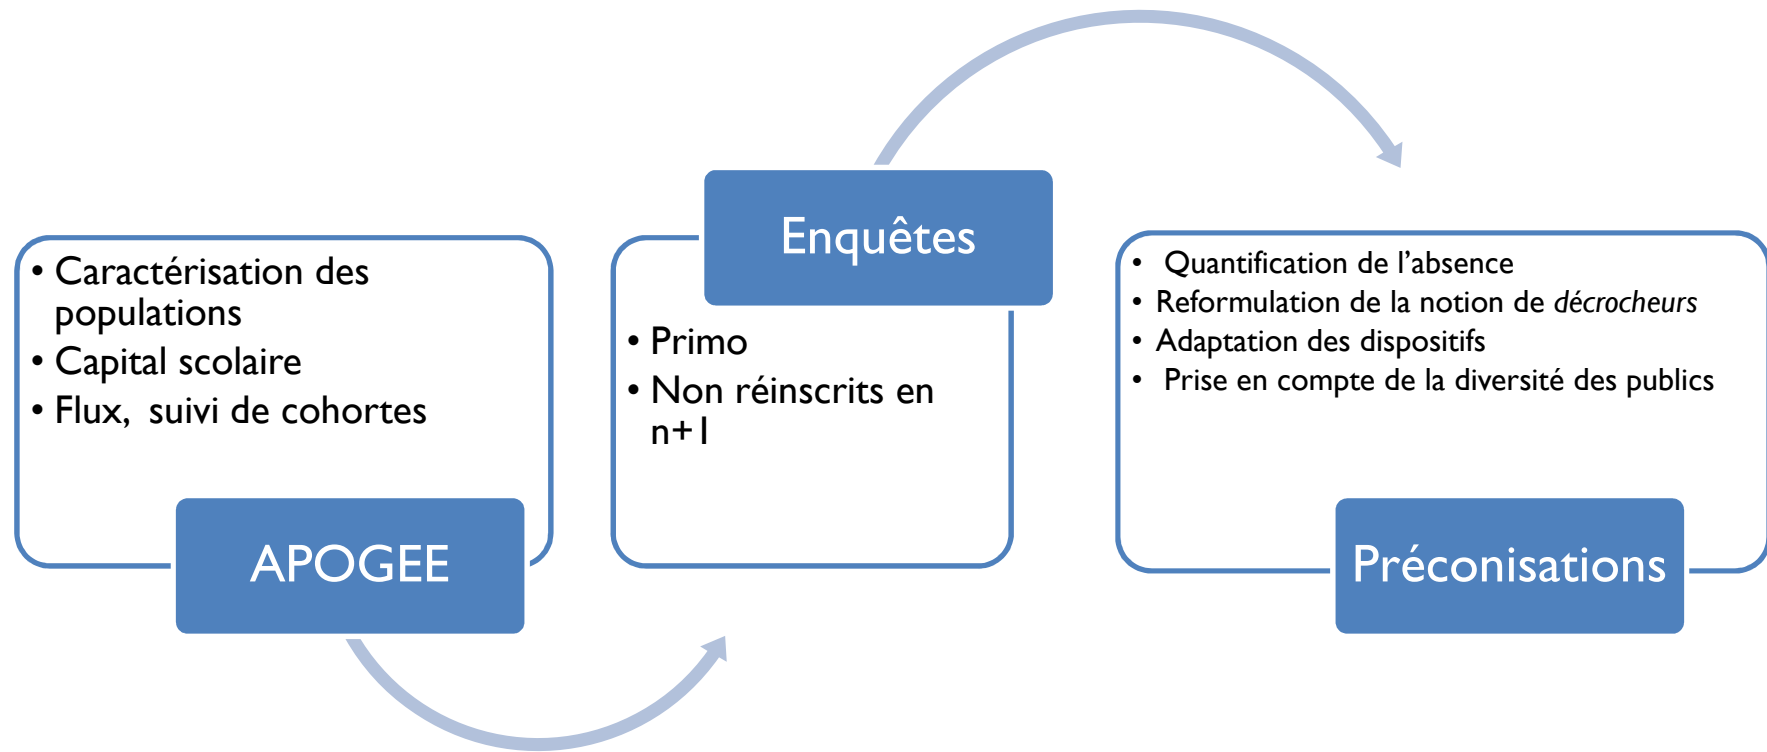 • Caractérisation des
populations
• Capital scolaire
• Flux, suivi de cohortes
APOGEE
Enquêtes
• Primo
• Non réinscrits en
n+1
• Quantification de l’absence
• Reformulation de la notion de décrocheurs
• Adaptation des dispositifs
• Prise en compte de la diversité des publics
Préconisations